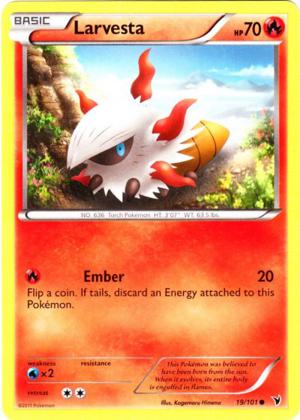 BASIC
Larvesta HP 70
NO. 636 Torch Pokémon HT. 3'07" WT. 63.5 lbs.
Ember 20
Flip a coin. If tails, discard an Energy attached to this
Pokémon.
weakness resistance
×2
retreat
This Pokémon was believed to
have been born from the sun.
When it evolves, its entire body
is engulfed in flames.
Illus. Kagemaru Himeno 19/101
©2011 Pokémon